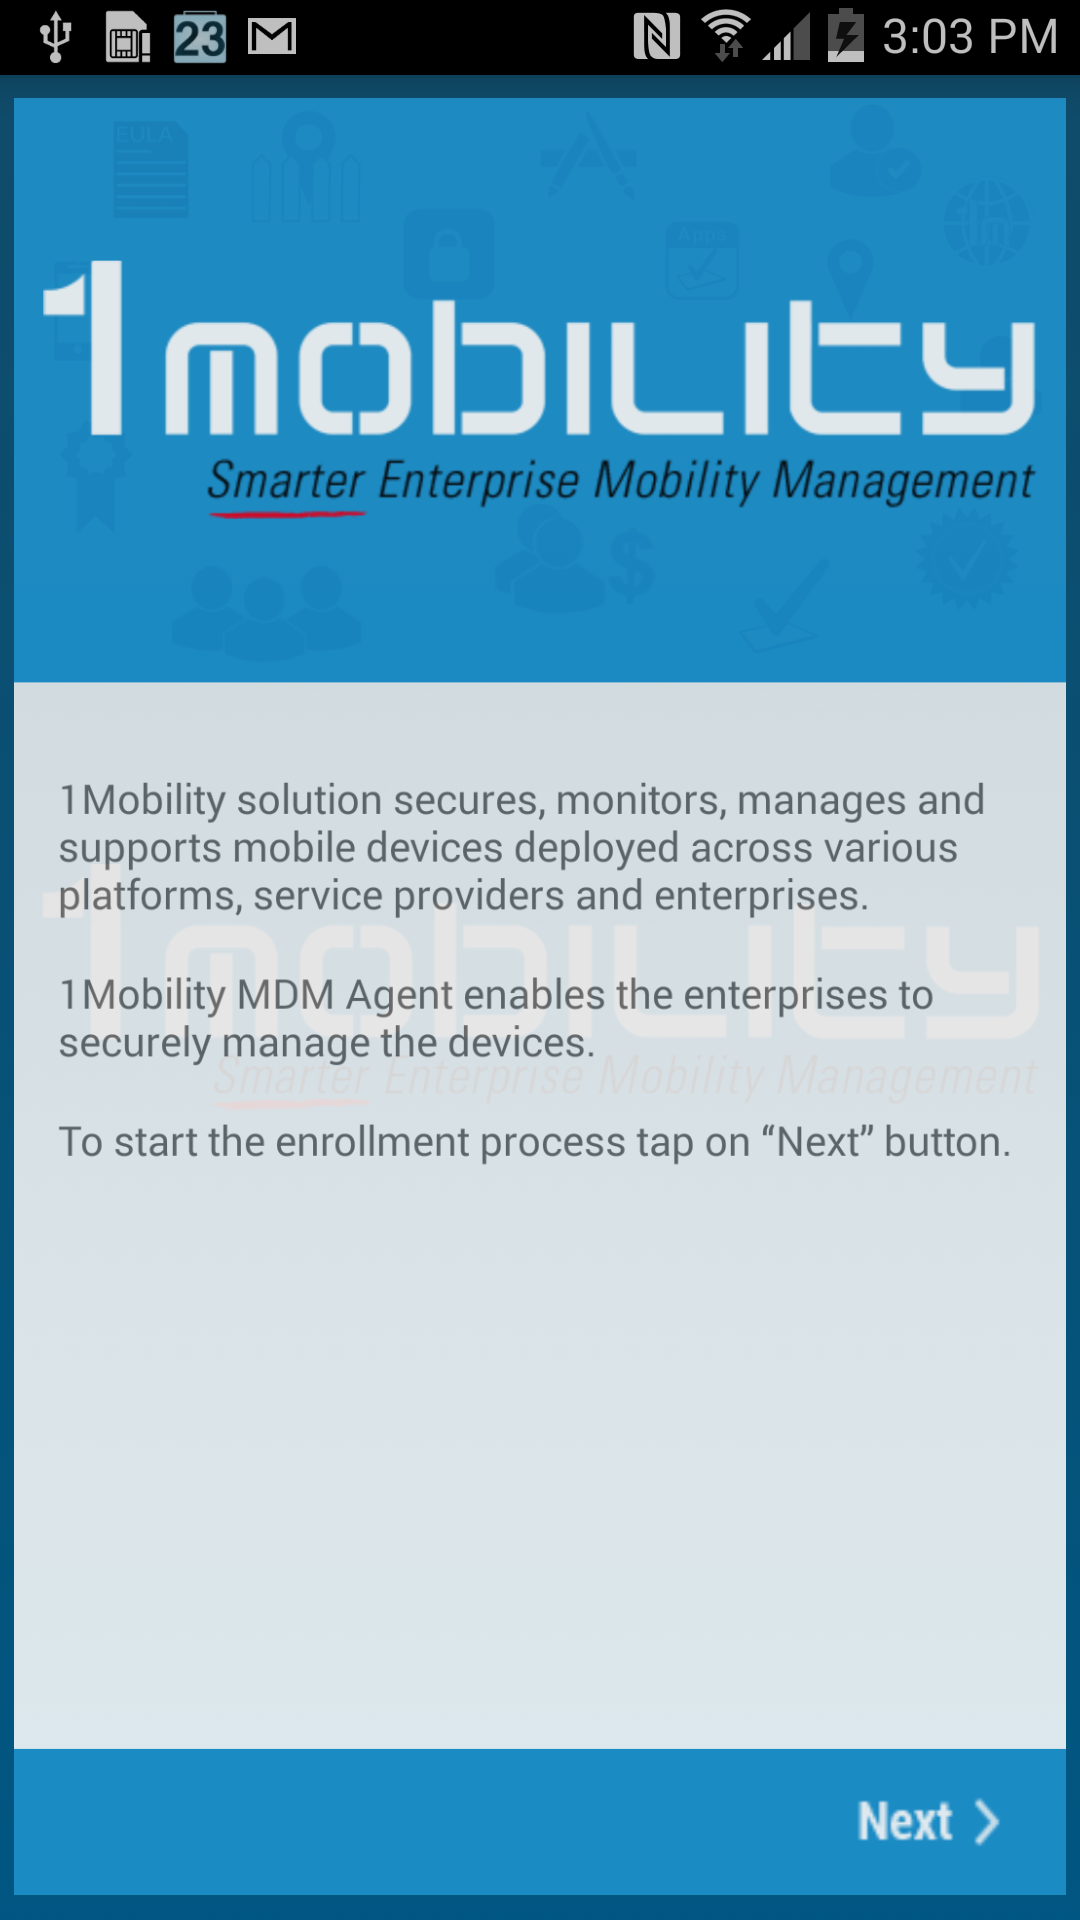 23 3:03 PM
EULA
Apps
1mobility
Smarter Enterprise Mobility Management
1Mobility solution secures, monitors, manages and
supports mobile devices deployed across various
platforms, service providers and enterprises.
1mobility
1Mobility MDM Agent enables the enterprises to
securely manage the devices.
Smarter Enterprise Mobility Management
To start the enrollment process tap on “Next” button.
Next